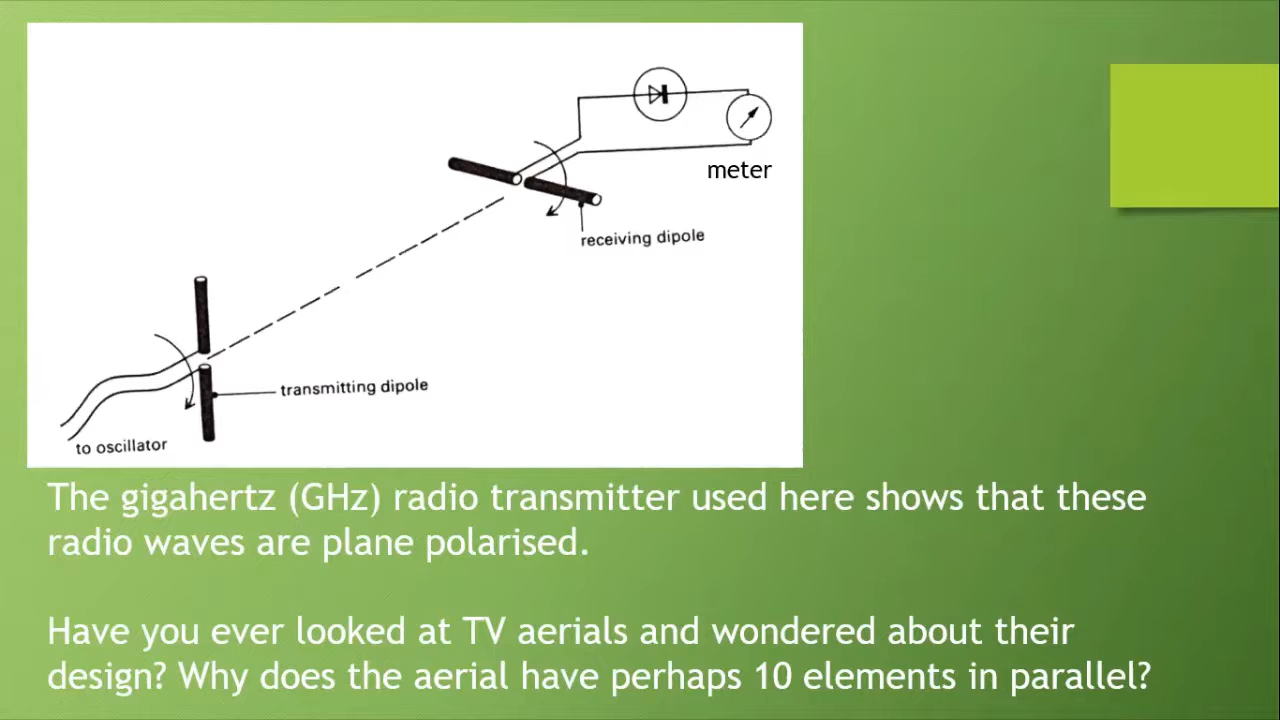 meter
receiving dipole
transmitting dipole
to oscillator
The gigahertz (GHz) radio transmitter used here shows that these
radio waves are plane polarised.
Have you ever looked at TV aerials and wondered about their
design? Why does the aerial have perhaps 10 elements in parallel?